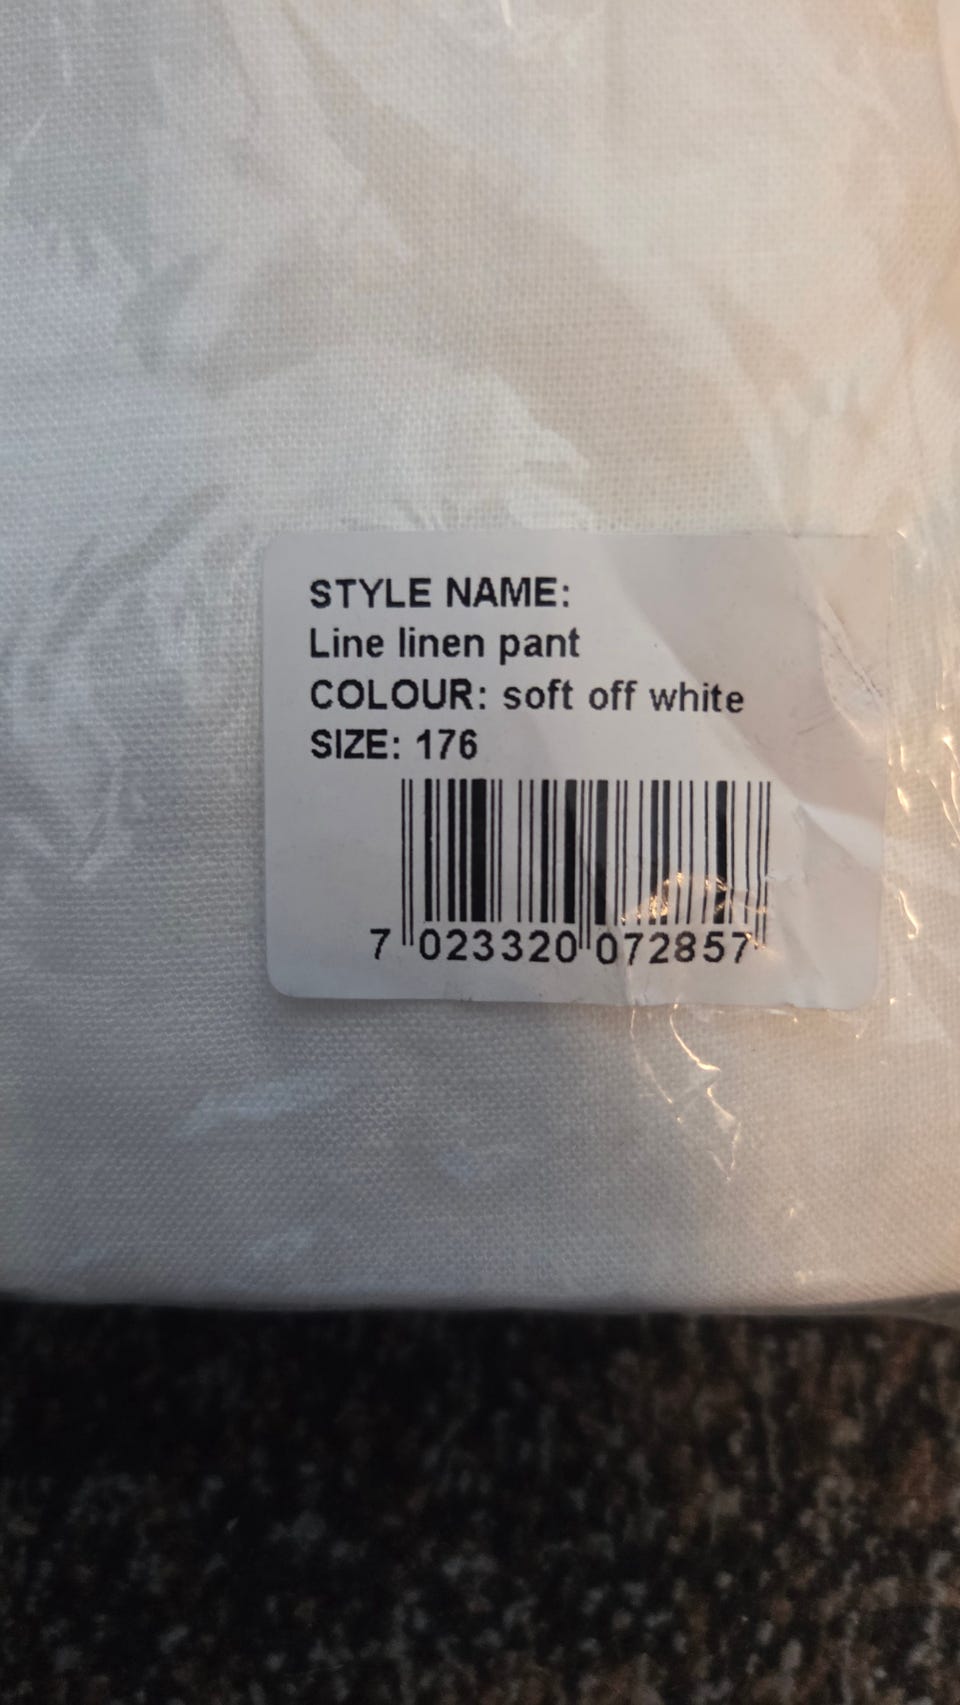 STYLE NAME:
Line linen pant
COLOUR: soft off white
SIZE: 176
7 023320 072857